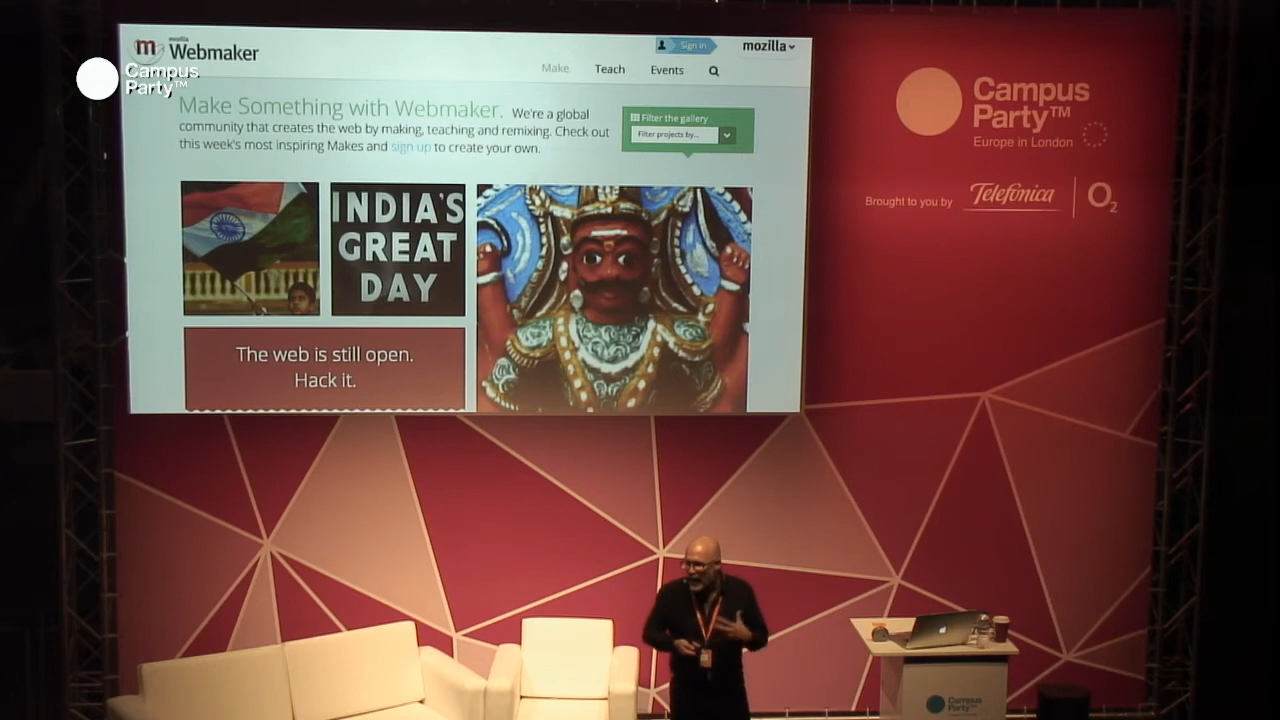 mozilla
Webmaker
Sign in
mozilla
Make Teach Events
Campus
Party™
Make Something with Webmaker. We're a global
community that creates the web by making, teaching and remixing. Check out
this week's most inspiring Makes and sign up to create your own.
Filter the gallery
Filter projects by...
INDIA'S
GREAT
DAY
The web is still open.
Hack it.
Campus
Party™
Europe in London
Brought to you by Telefónica O2
Campus
Party™